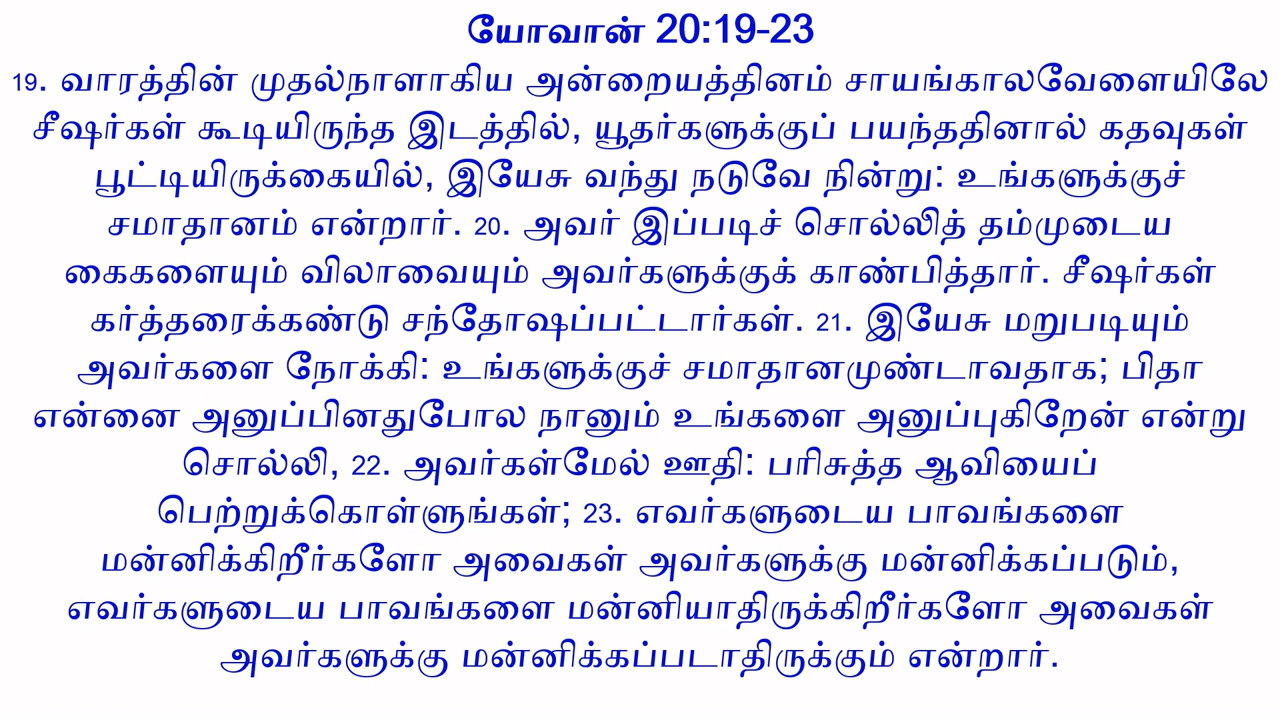 யோவான் 20:19-23
19. வாரத்தின் முதல்நாளாகிய அன்றையத்தினம் சாயங்காலவேளையிலே
சீஷர்கள் கூடியிருந்த இடத்தில், யூதர்களுக்குப் பயந்ததினால் கதவுகள்
பூட்டியிருக்கையில், இயேசு வந்து நடுவே நின்று: உங்களுக்குச்
சமாதானம் என்றார். 20. அவர் இப்படிச் சொல்லித் தம்முடைய
கைகளையும் விலாவையும் அவர்களுக்குக் காண்பித்தார். சீஷர்கள்
கர்த்தரைக்கண்டு சந்தோஷப்பட்டார்கள். 21. இயேசு மறுபடியும்
அவர்களை நோக்கி: உங்களுக்குச் சமாதானமுண்டாவதாக; பிதா
என்னை அனுப்பினதுபோல நானும் உங்களை அனுப்புகிறேன் என்று
சொல்லி, 22. அவர்கள்மேல் ஊதி: பரிசுத்த ஆவியைப்
பெற்றுக்கொள்ளுங்கள்; 23. எவர்களுடைய பாவங்களை
மன்னிக்கிறீர்களோ அவைகள் அவர்களுக்கு மன்னிக்கப்படும்,
எவர்களுடைய பாவங்களை மன்னியாதிருக்கிறீர்களோ அவைகள்
அவர்களுக்கு மன்னிக்கப்படாதிருக்கும் என்றார்.